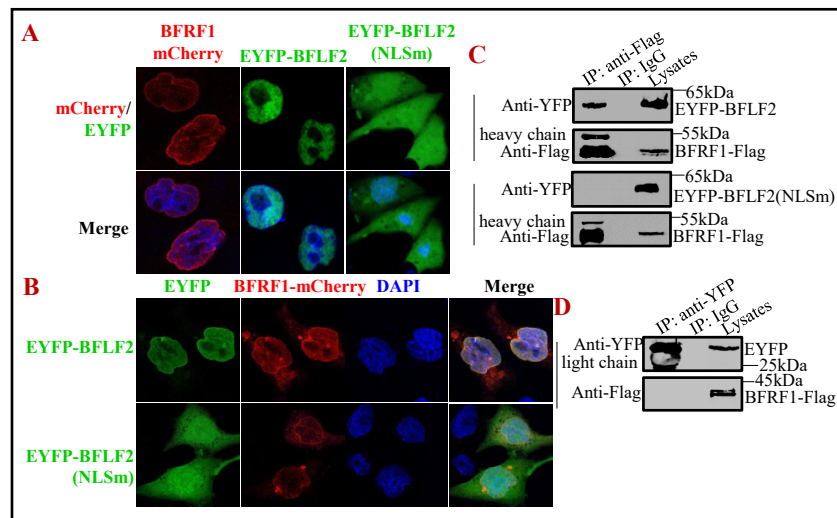 A
BFRF1
mCherry
EYFP-BFLF2
EYFP-BFLF2
(NLSm)
mCherry/
EYFP
Merge
B
EYFP
BFRF1-mCherry
DAPI
Merge
EYFP-BFLF2
EYFP-BFLF2
(NLSm)
C
IP: anti-Flag
IP: IgG
Lysates
Anti-YFP
65kDa
EYFP-BFLF2
heavy chain
55kDa
Anti-Flag
BFRF1-Flag
Anti-YFP
65kDa
EYFP-BFLF2(NLSm)
heavy chain
55kDa
Anti-Flag
BFRF1-Flag
D
IP: anti-YFP
IP: IgG
Lysates
Anti-YFP
EYFP
light chain
25kDa
45kDa
Anti-Flag
BFRF1-Flag